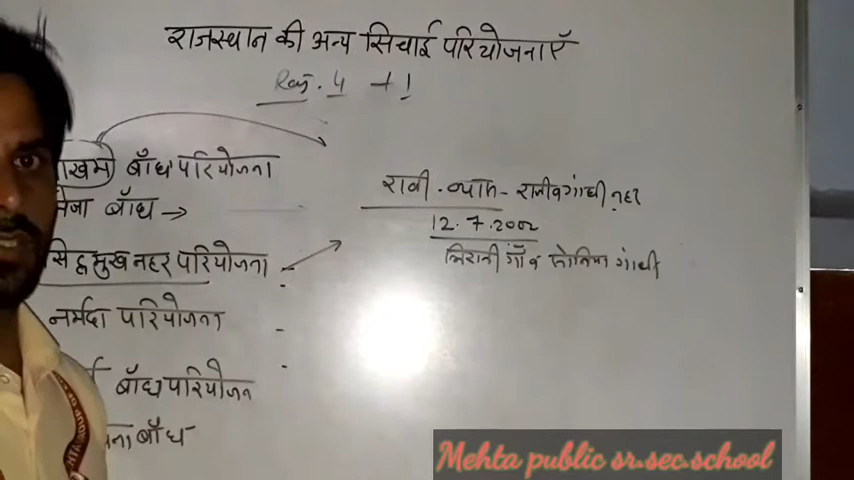 राजस्थान की अन्य सिचाई परियोजनाएँ
Raj. 4 + 1
ाखम बाँध परियोजना
मेजा बाँध →
सिद्धमुख नहर परियोजना
नर्मदा परियोजना
बाँध परियोजन
बाँध
रावी - व्यास - राजीव गांधी नहर
12.7.2002
भिरानी गाँव सोनिया गांधी
Mehta public sr.sec.school